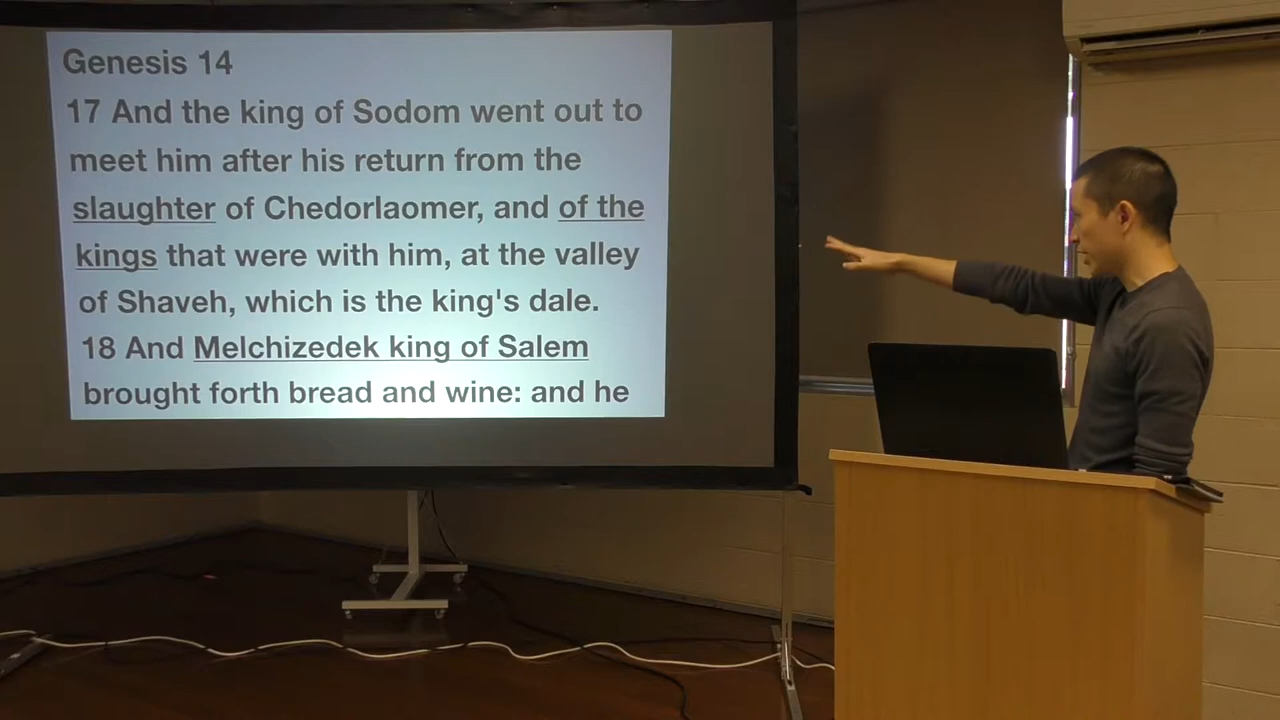 Genesis 14
17 And the king of Sodom went out to
meet him after his return from the
slaughter of Chedorlaomer, and of the
kings that were with him, at the valley
of Shaveh, which is the king's dale.
18 And Melchizedek king of Salem
brought forth bread and wine: and he